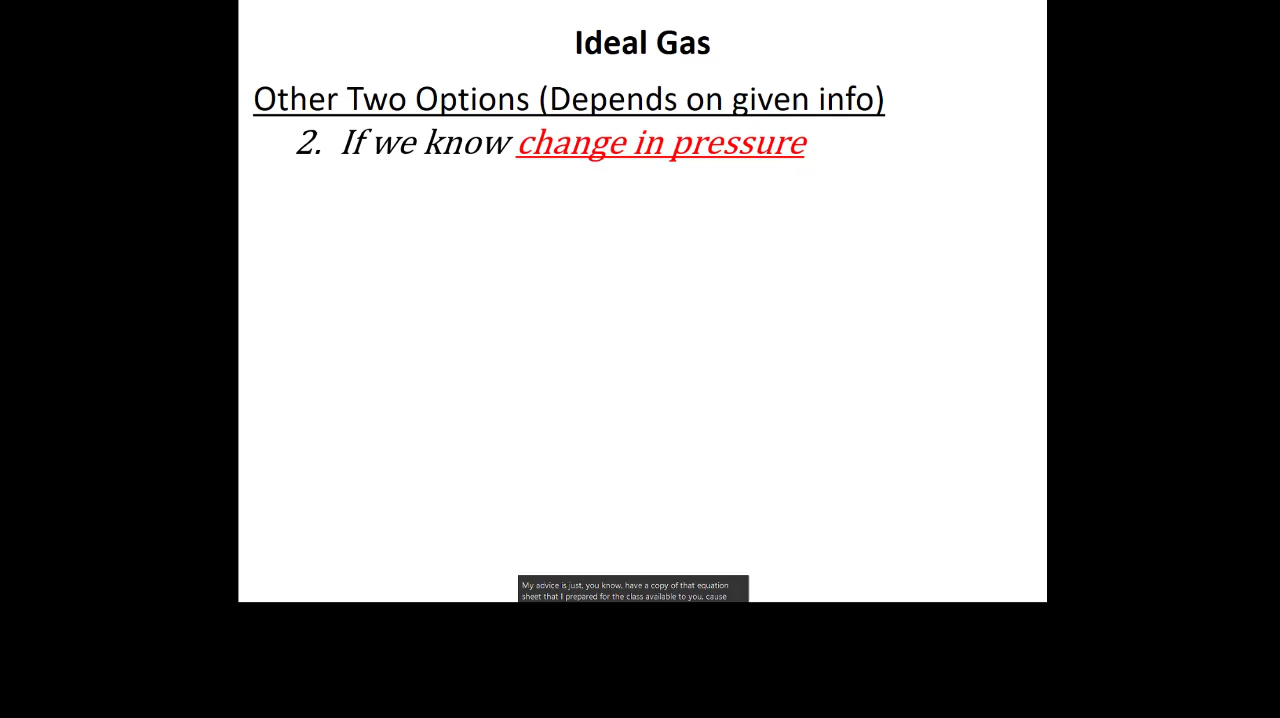 Ideal Gas
Other Two Options (Depends on given info)
2. If we know change in pressure
My advice is just, you know, have a copy of that equation
sheet that I prepared for the class available to you, cause